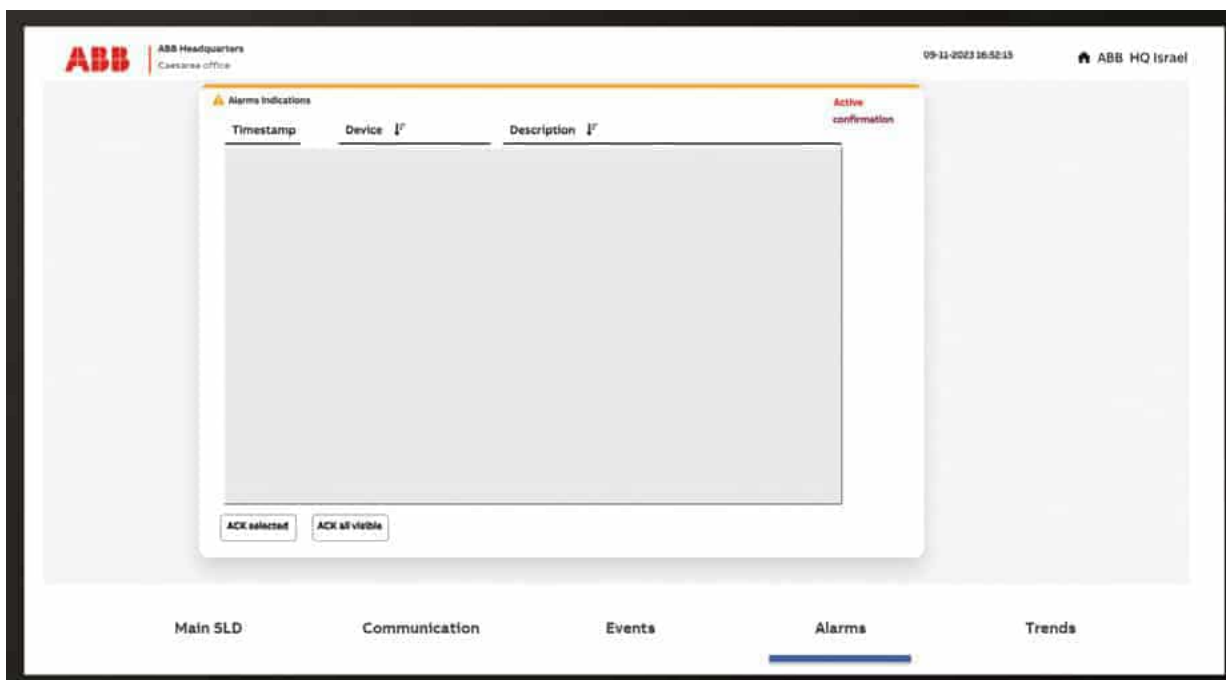 ABB
ABB Headquarters
Caesarea office
09-11-2023 16:52:15
ABB HQ Israel
Alarms Indications
Active
confirmation
Timestamp Device Description
ACK selected ACK all visible
Main SLD Communication Events Alarms Trends